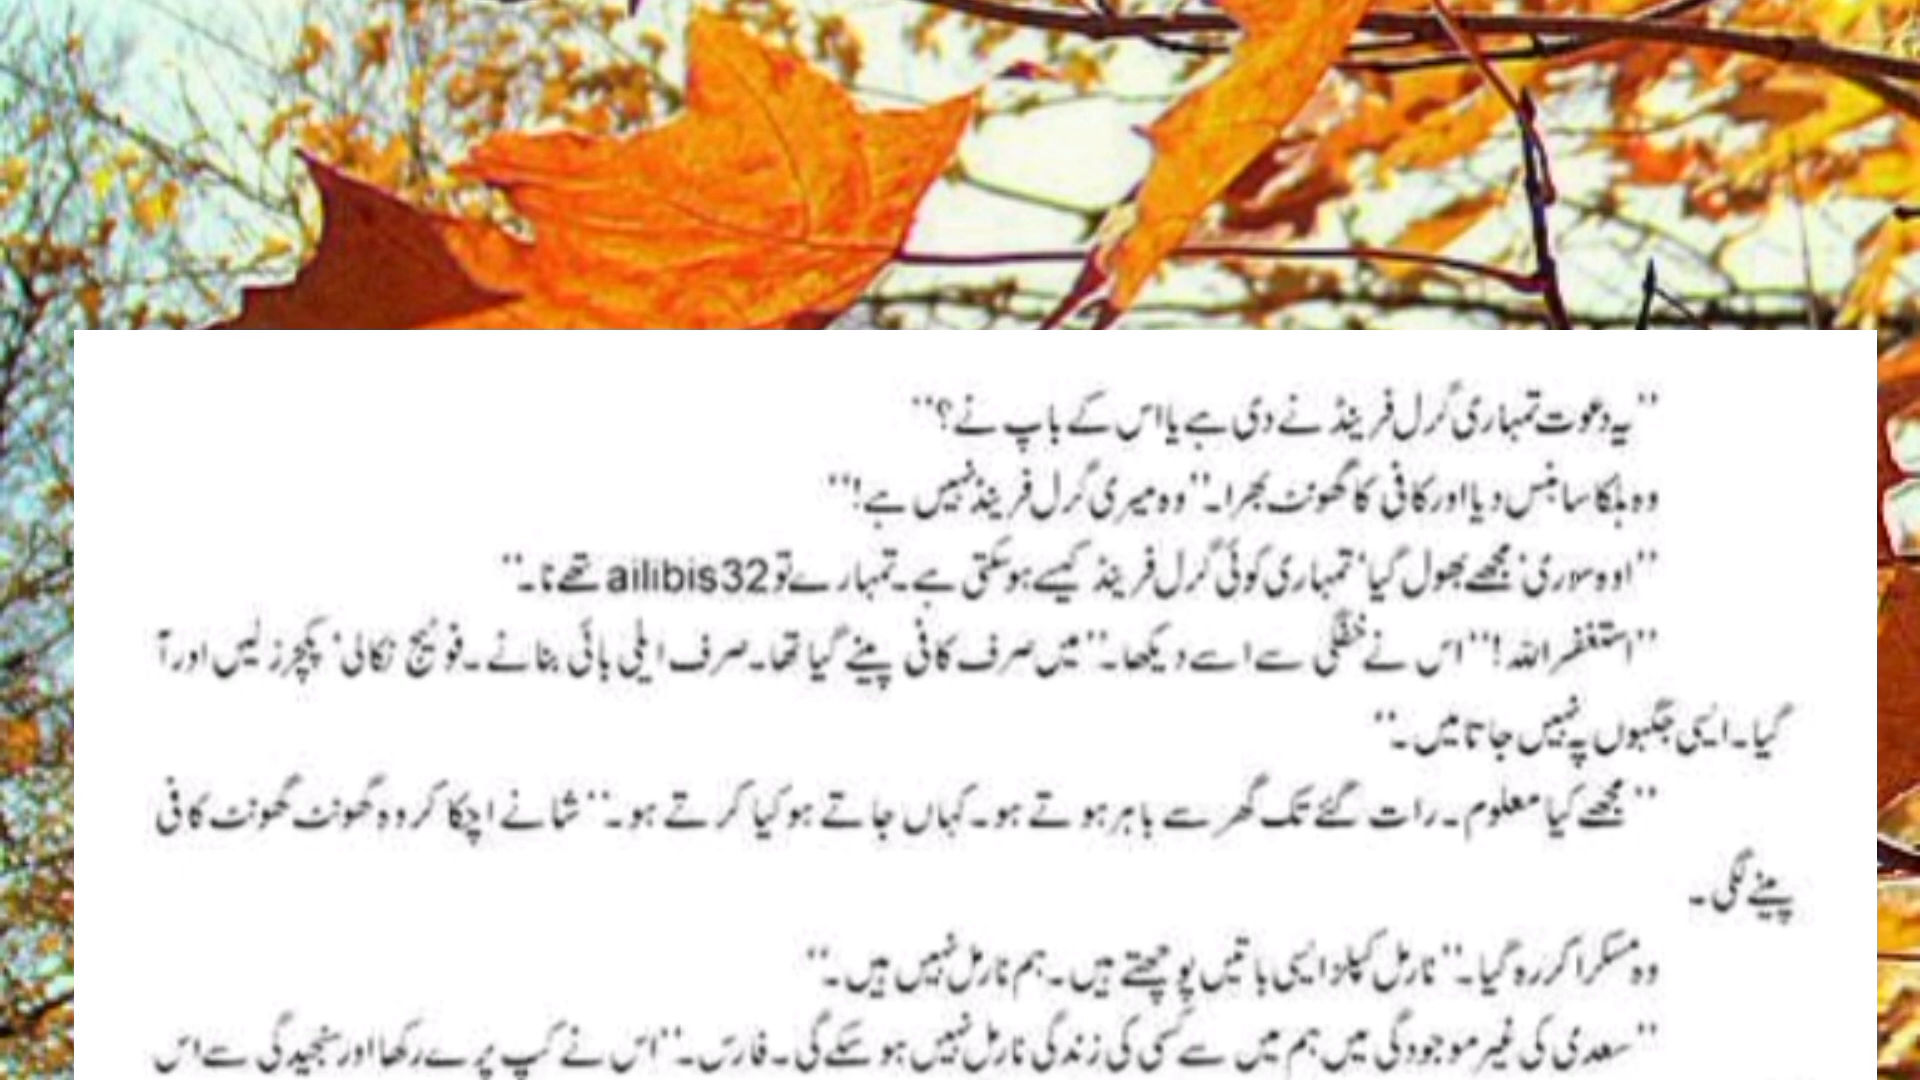 ’’یہ دعوت تمہاری گرل فرینڈ نے دی ہے یا اس کے باپ نے؟‘‘
وہ ہلکا سا ہنس دیا اور کافی کا گھونٹ بھرا۔ ’’وہ میری گرل فرینڈ نہیں ہے!‘‘
’’اوہ سوری‘ مجھے بھول گیا‘ تمہاری کوئی گرل فرینڈ کیسے ہو سکتی ہے۔ تمہارے تو 32 ailibis تھے نا۔‘‘
’’استغفر اللہ!‘‘ اس نے خفگی سے اسے دیکھا۔ ’’میں صرف کافی پینے گیا تھا۔ صرف ایلی بائی بنانے۔ فوٹیج نکالی‘ پکچرز لیں اور آ
گیا۔ ایسی جگہوں پہ نہیں جاتا میں۔‘‘
’’مجھے کیا معلوم۔ رات گئے تک گھر سے باہر ہوتے ہو۔ کہاں جاتے ہو کیا کرتے ہو۔‘‘ شانے اچکا کر وہ گھونٹ گھونٹ کافی
پینے لگی۔
وہ مسکرا کر رہ گیا۔ ’’نارمل کپلز ایسی باتیں پوچھتے ہیں۔ ہم نارمل نہیں ہیں۔‘‘
’’سعدی کی غیر موجودگی میں ہم میں سے کسی کی زندگی نارمل نہیں ہو سکے گی۔ فارس۔‘‘ اس نے کپ پرے رکھا اور سنجیدگی سے اس